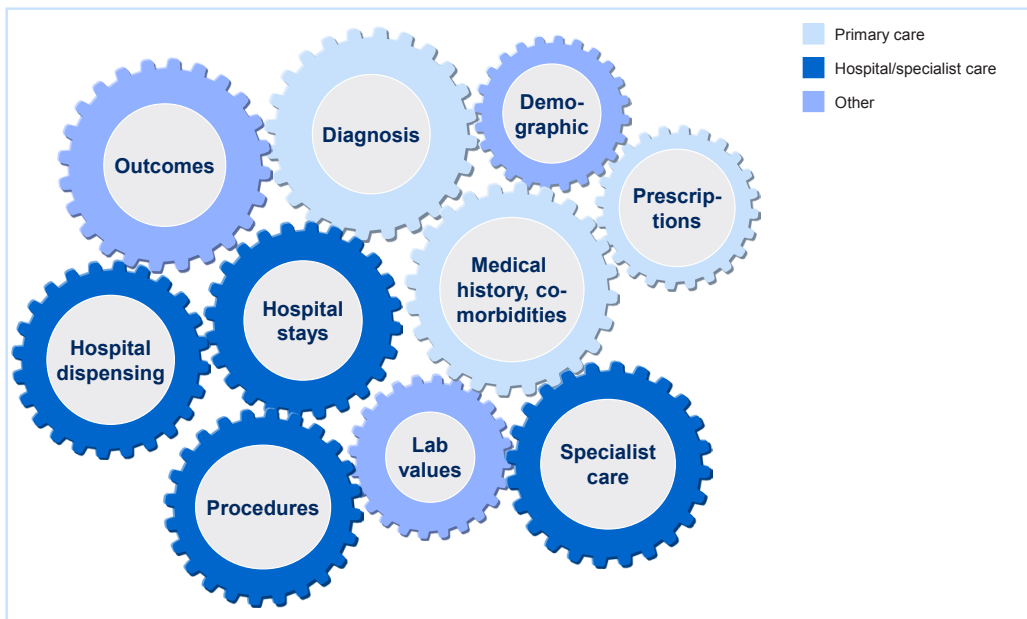 Primary care
Hospital/specialist care
Other
Demo-
ographic
Diagnosis
Outcomes
Prescrip-
tions
Medical
history, co-
morbidities
Hospital
stays
Hospital
dispensing
Lab
values
Specialist
care
Procedures